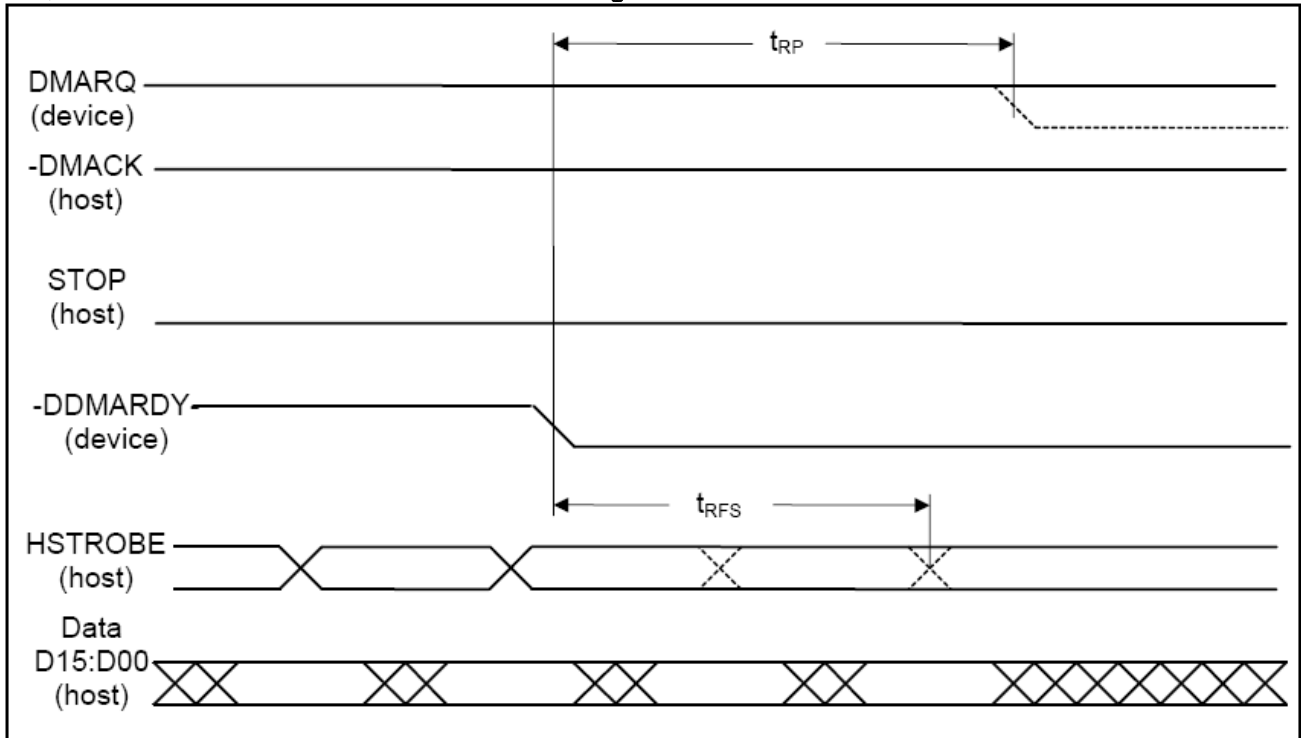 tRP
DMARQ
(device)
-DMACK
(host)
STOP
(host)
-DDMARDY
(device)
tRFS
HSTROBE
(host)
Data
D15:D00
(host)